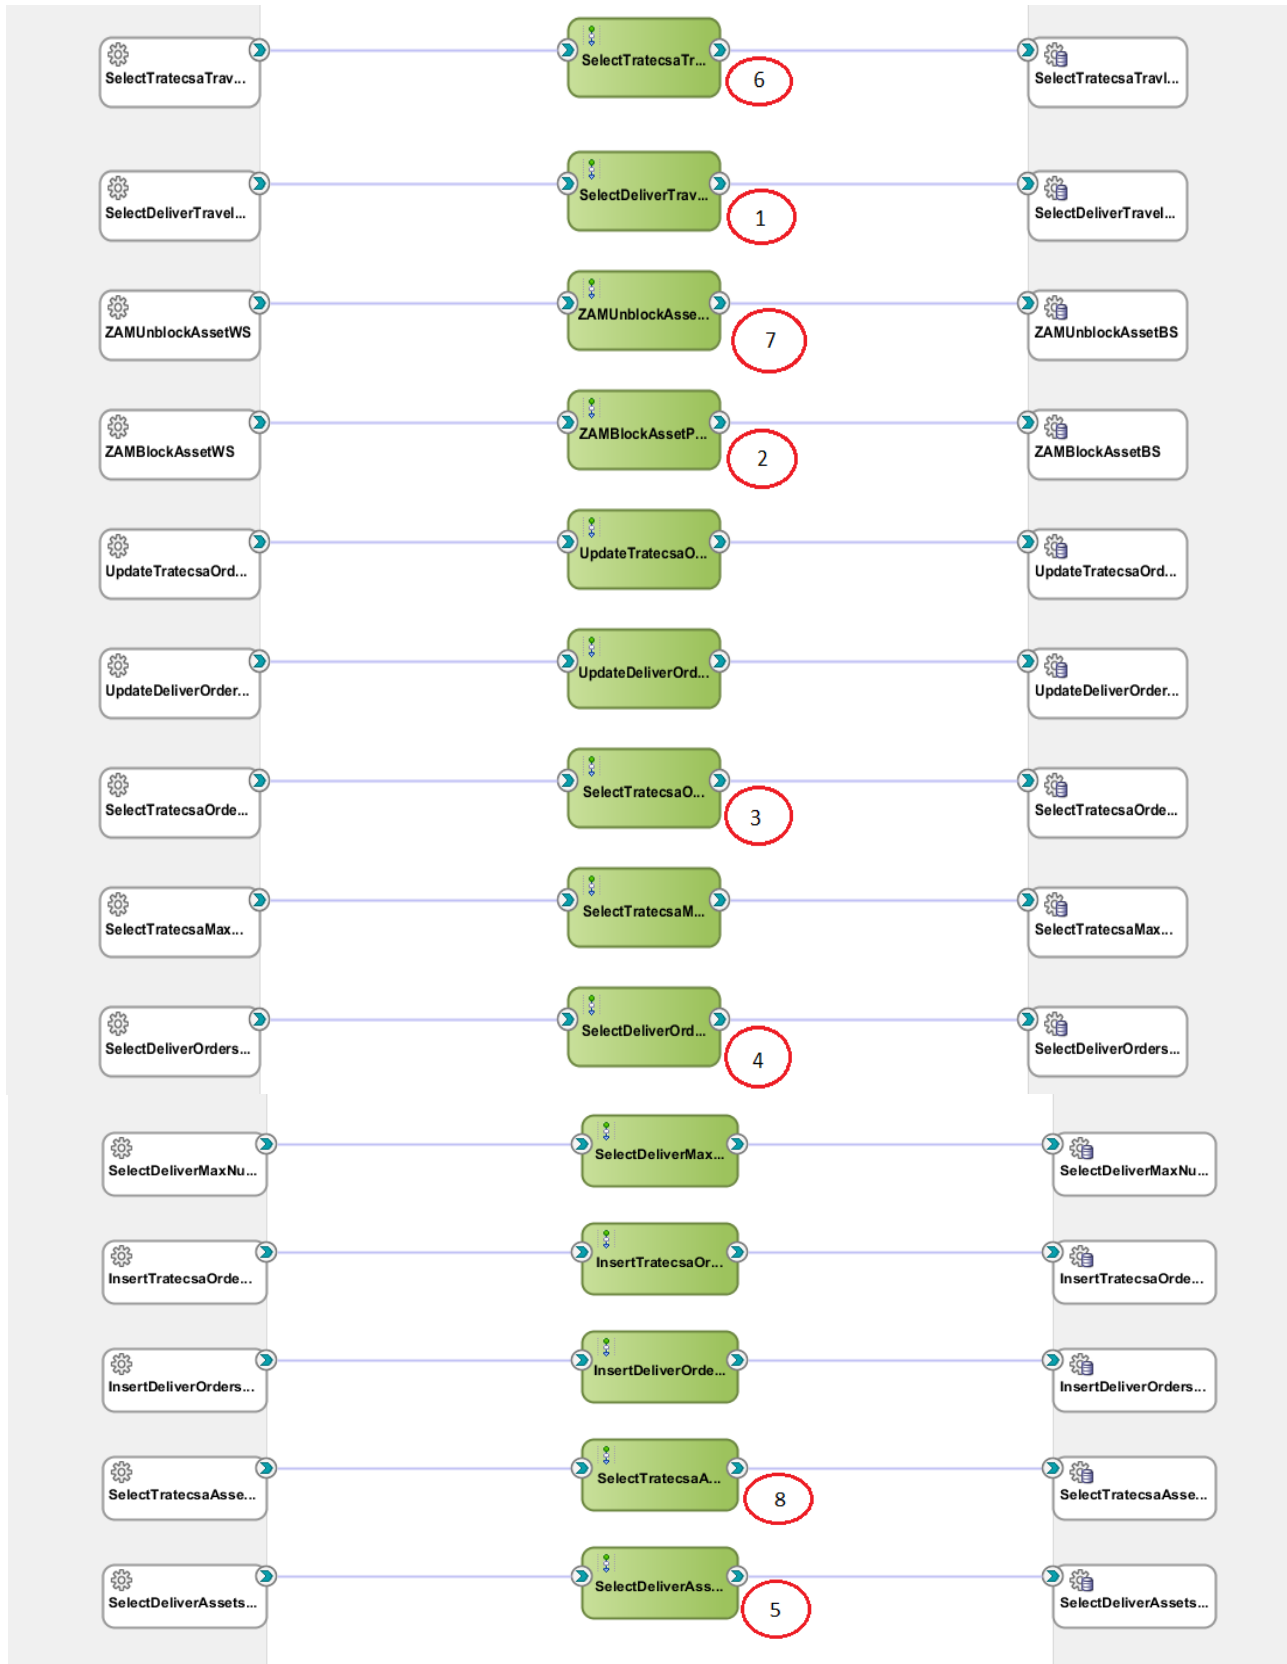 SelectTratecsaTrav... SelectTratecsaTr... SelectTratecsaTravl...
6
SelectDeliverTravel... SelectDeliverTrav... SelectDeliverTravel...
1
ZAMUnblockAssetWS ZAMUnblockAsse... ZAMUnblockAssetBS
7
ZAMBlockAssetWS ZAMBlockAssetP... ZAMBlockAssetBS
2
UpdateTratecsaOrd... UpdateTratecsaO... UpdateTratecsaOrd...
UpdateDeliverOrder... UpdateDeliverOrd... UpdateDeliverOrder...
SelectTratecsaOrde... SelectTratecsaO... SelectTratecsaOrde...
3
SelectTratecsaMax... SelectTratecsaM... SelectTratecsaMax...
SelectDeliverOrders... SelectDeliverOrd... SelectDeliverOrders...
4
SelectDeliverMaxNu... SelectDeliverMax... SelectDeliverMaxNu...
InsertTratecsaOrde... InsertTratecsaOr... InsertTratecsaOrde...
InsertDeliverOrders... InsertDeliverOrde... InsertDeliverOrders...
SelectTratecsaAsse... SelectTratecsaA... SelectTratecsaAsse...
8
SelectDeliverAssets... SelectDeliverAss... SelectDeliverAssets...
5